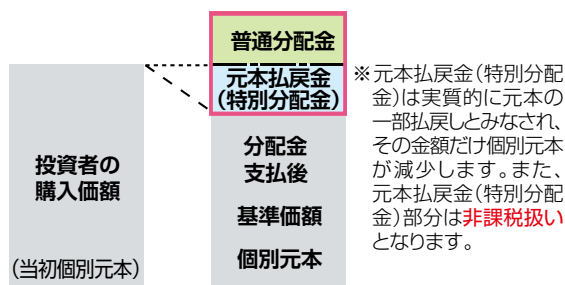 普通分配金
元本払戻金
(特別分配金)
分配金
支払後
基準価額
個別元本
投資者の
購入価額
(当初個別元本)
※元本払戻金(特別分配
金)は実質的に元本の
一部払戻しとみなされ、
その金額だけ個別元本
が減少します。また、
元本払戻金(特別分配
金)部分は非課税扱い
となります。